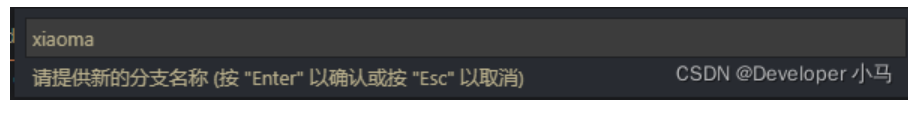 xiaoma
请提供新的分支名称 (按 "Enter" 以确认或按 "Esc" 以取消)
CSDN @Developer 小马